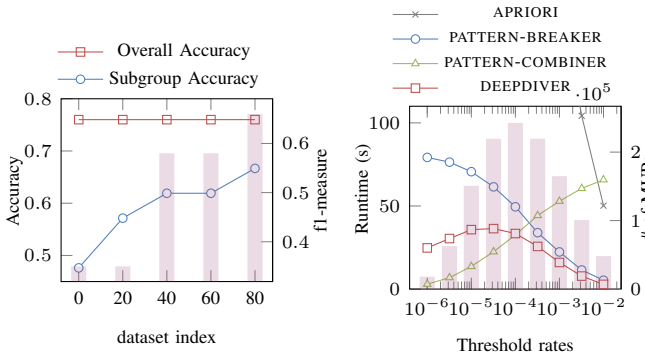 Overall Accuracy
Subgroup Accuracy
0.8
0.7
0.6
0.5
Accuracy
0.6
0.5
0.4
f1-measure
0 20 40 60 80
dataset index
APRIORI
PATTERN-BREAKER
PATTERN-COMBINER
DEEPDIVER
·10⁵
100
50
0
Runtime (s)
2
1
0
10⁻⁶ 10⁻⁵ 10⁻⁴ 10⁻³ 10⁻²
Threshold rates